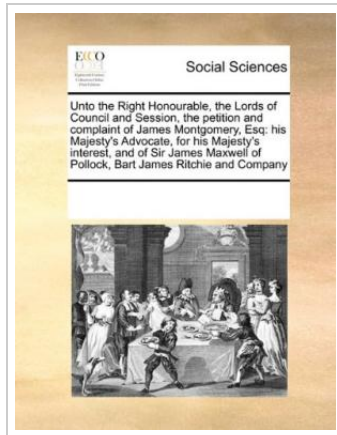 ECCO
Social Sciences
Unto the Right Honourable, the Lords of
Council and Session, the petition and
complaint of James Montgomery, Esq: his
Majesty's Advocate, for his Majesty's
interest, and of Sir James Maxwell of
Pollock, Bart James Ritchie and Company